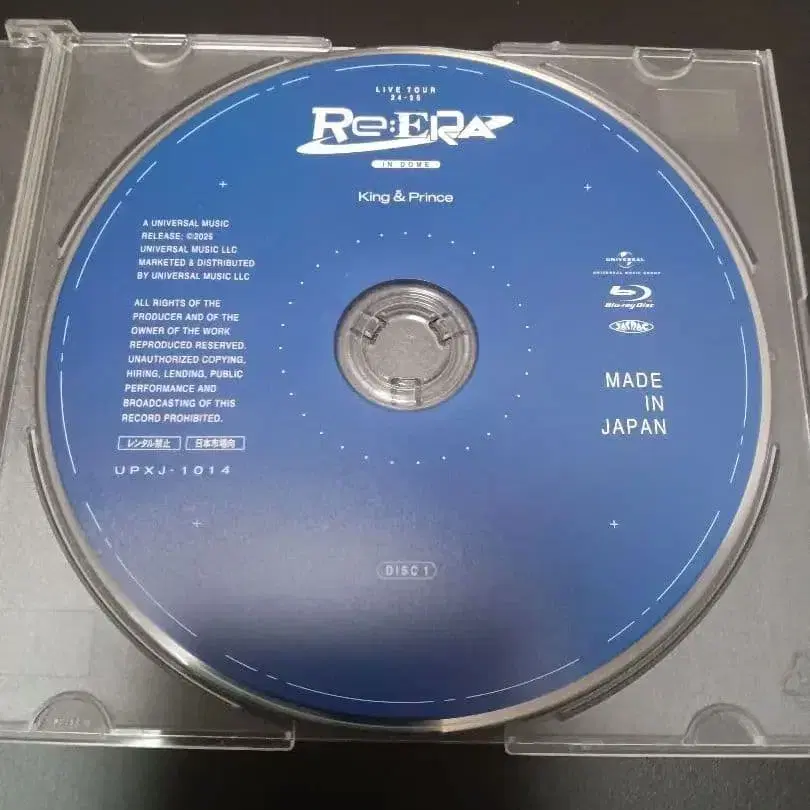 LIVE TOUR
24-25
Re:ERA
IN DOME
King & Prince
A UNIVERSAL MUSIC
RELEASE; ©2025
UNIVERSAL MUSIC LLC
MARKETED & DISTRIBUTED
BY UNIVERSAL MUSIC LLC
ALL RIGHTS OF THE
PRODUCER AND OF THE
OWNER OF THE WORK
REPRODUCED RESERVED.
UNAUTHORIZED COPYING,
HIRING, LENDING, PUBLIC
PERFORMANCE AND
BROADCASTING OF THIS
RECORD PROHIBITED.
レンタル禁止 日本市場向
UPXJ-1014
UNIVERSAL
UNIVERSAL MUSIC GROUP
Blu-ray Disc
JASRAC
MADE
IN
JAPAN
DISC 1